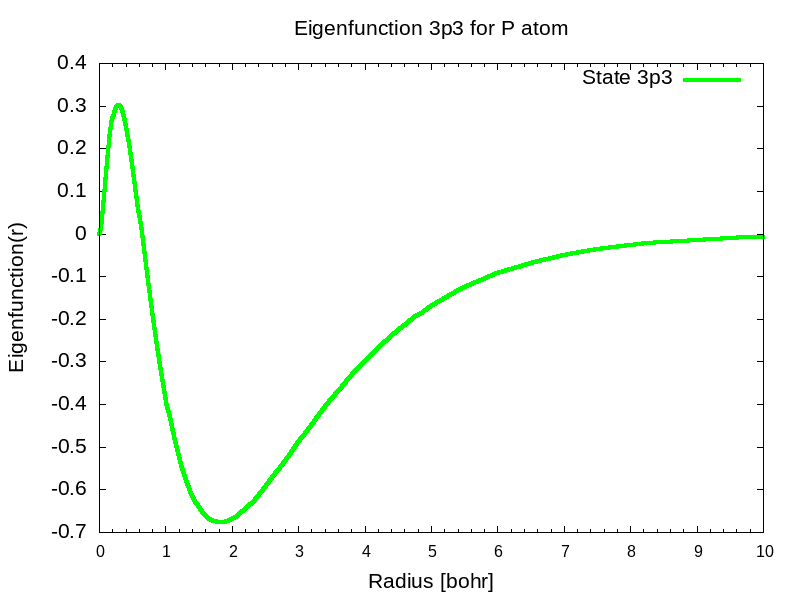 Eigenfunction 3p3 for P atom
State 3p3
0.4
0.3
0.2
0.1
0
-0.1
-0.2
-0.3
-0.4
-0.5
-0.6
-0.7
Eigenfunction(r)
0 1 2 3 4 5 6 7 8 9 10
Radius [bohr]